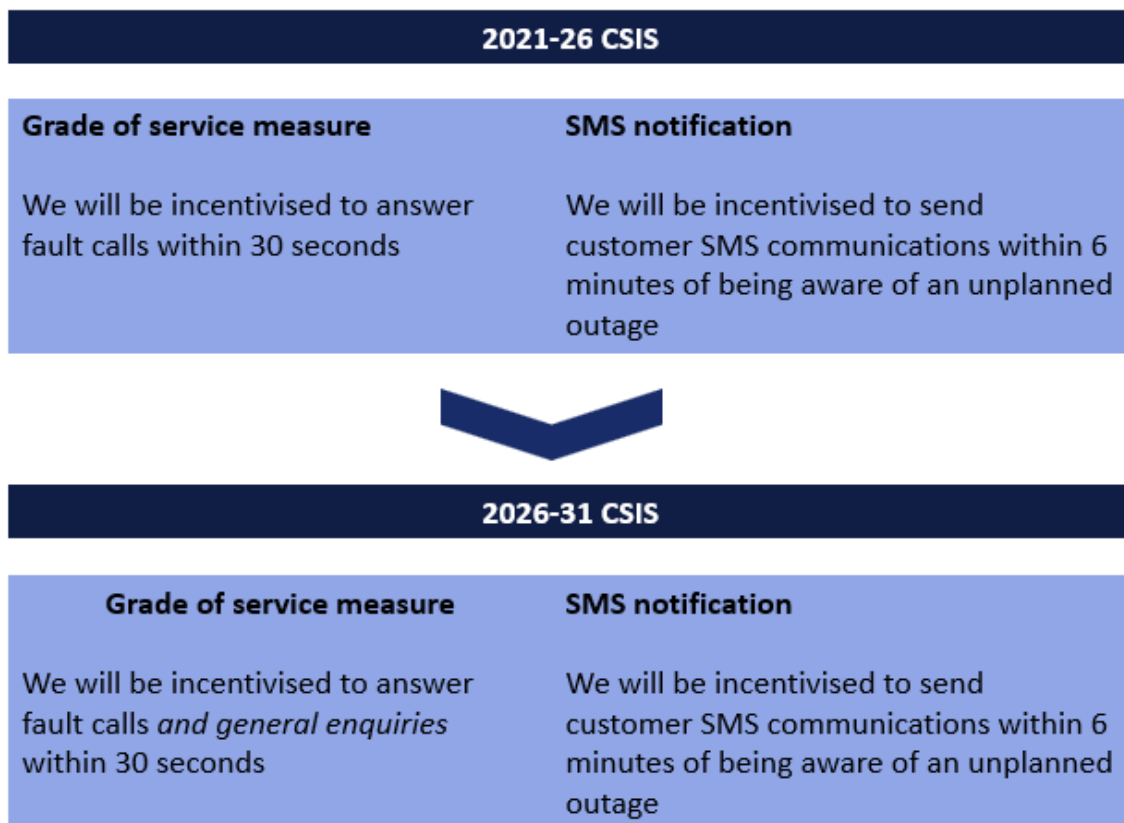 2021-26 CSIS
Grade of service measure
We will be incentivised to answer
fault calls within 30 seconds
SMS notification
We will be incentivised to send
customer SMS communications within 6
minutes of being aware of an unplanned
outage
2026-31 CSIS
Grade of service measure
We will be incentivised to answer
fault calls and general enquiries
within 30 seconds
SMS notification
We will be incentivised to send
customer SMS communications within 6
minutes of being aware of an unplanned
outage